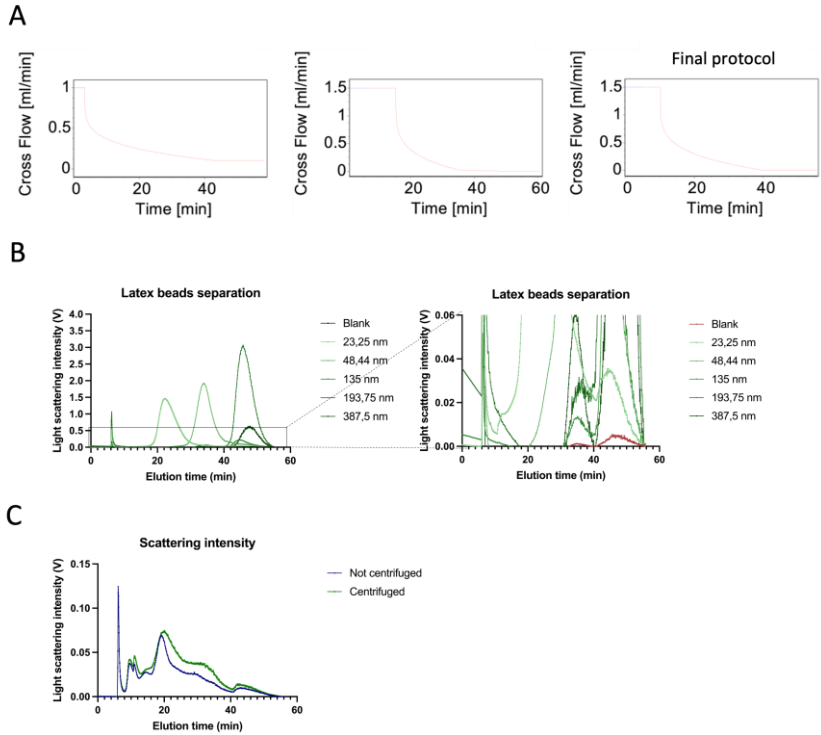 A
Final protocol
Cross Flow [ml/min]
1
0.5
0
0 20 40
Time [min]
Cross Flow [ml/min]
1.5
1
0.5
0
0 20 40 60
Time [min]
Cross Flow [ml/min]
1.5
1
0.5
0
0 20 40
Time [min]
B
Latex beads separation
Light scattering intensity (V)
4.0
3.5
3.0
2.5
2.0
1.5
1.0
0.5
0.0
0 20 40 60
Elution time (min)
Blank
23,25 nm
48,44 nm
135 nm
193,75 nm
387,5 nm
Latex beads separation
Light scattering intensity (V)
0.06
0.04
0.02
0.00
0 20 40 60
Elution time (min)
Blank
23,25 nm
48,44 nm
135 nm
193,75 nm
387,5 nm
C
Scattering intensity
Light scattering intensity (V)
0.15
0.10
0.05
0.00
0 20 40 60
Elution time (min)
Not centrifuged
Centrifuged